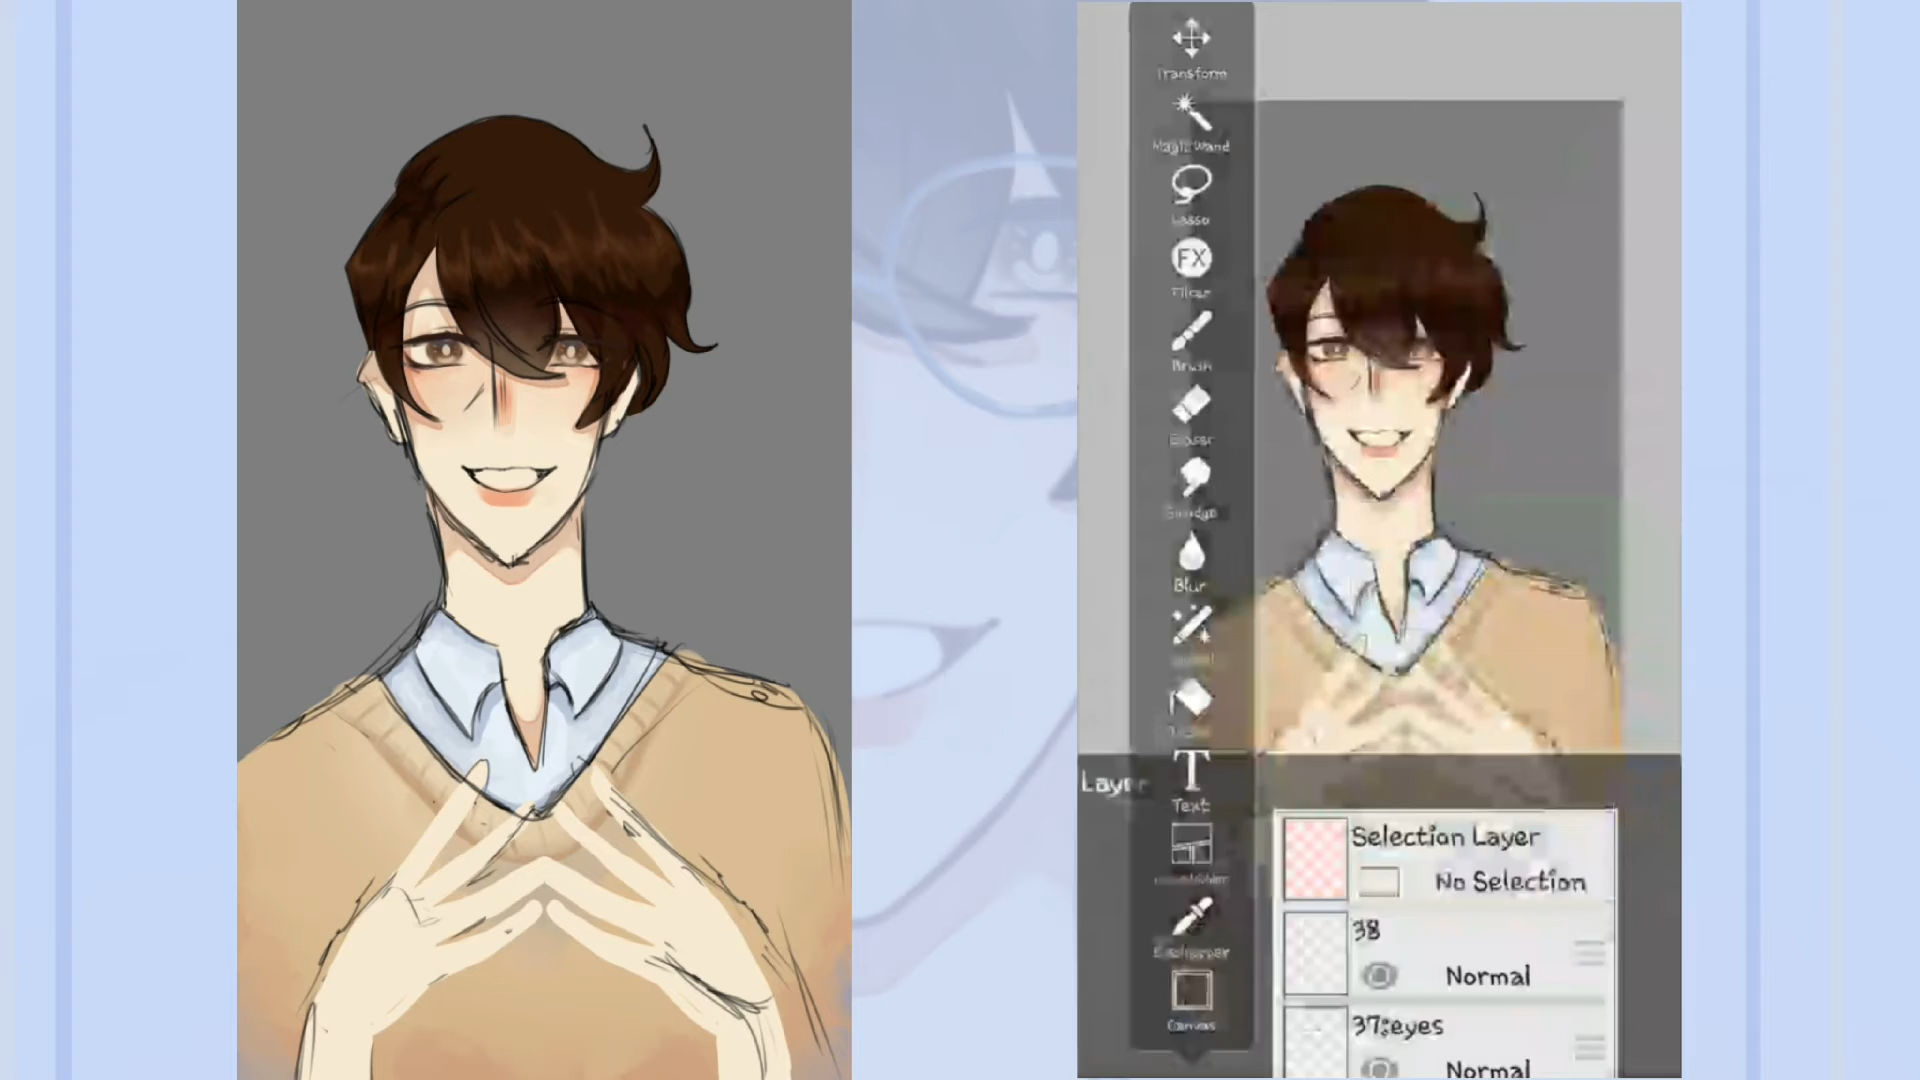 Transform
Magic Wand
Lasso
FX
Filter
Brush
Eraser
Smudge
Blur
Layer
Text
Eyedropper
Canvas
Selection Layer
No Selection
38
Normal
37:eyes
Normal